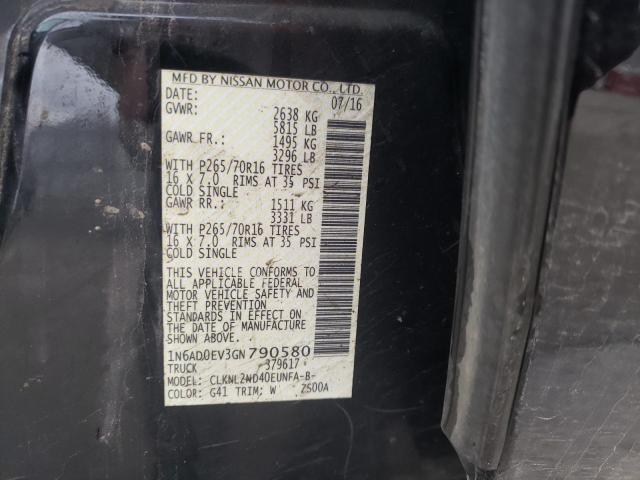 MFD BY NISSAN MOTOR CO., LTD.
DATE: 07/16
GVWR: 2638 KG
5815 LB
GAWR FR.: 1495 KG
3296 LB
WITH P265/70R16 TIRES
16 X 7.0 RIMS AT 35 PSI
COLD SINGLE
GAWR RR.: 1511 KG
3331 LB
WITH P265/70R16 TIRES
16 X 7.0 RIMS AT 35 PSI
COLD SINGLE
THIS VEHICLE CONFORMS TO
ALL APPLICABLE FEDERAL
MOTOR VEHICLE SAFETY AND
THEFT PREVENTION
STANDARDS IN EFFECT ON
THE DATE OF MANUFACTURE
SHOWN ABOVE.
1N6AD0EV3GN790580
TRUCK 379617
MODEL: CLKNL2ND40EUNFA-B-
COLOR: G41 TRIM; W ZS00A